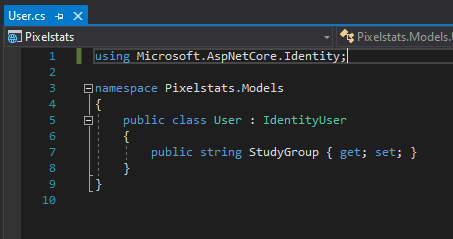 User.cs
Pixelstats
Pixelstats.Models.
1 using Microsoft.AspNetCore.Identity;
2
3 namespace Pixelstats.Models
4 {
5 public class User : IdentityUser
6 {
7 public string StudyGroup { get; set; }
8 }
9 }
10